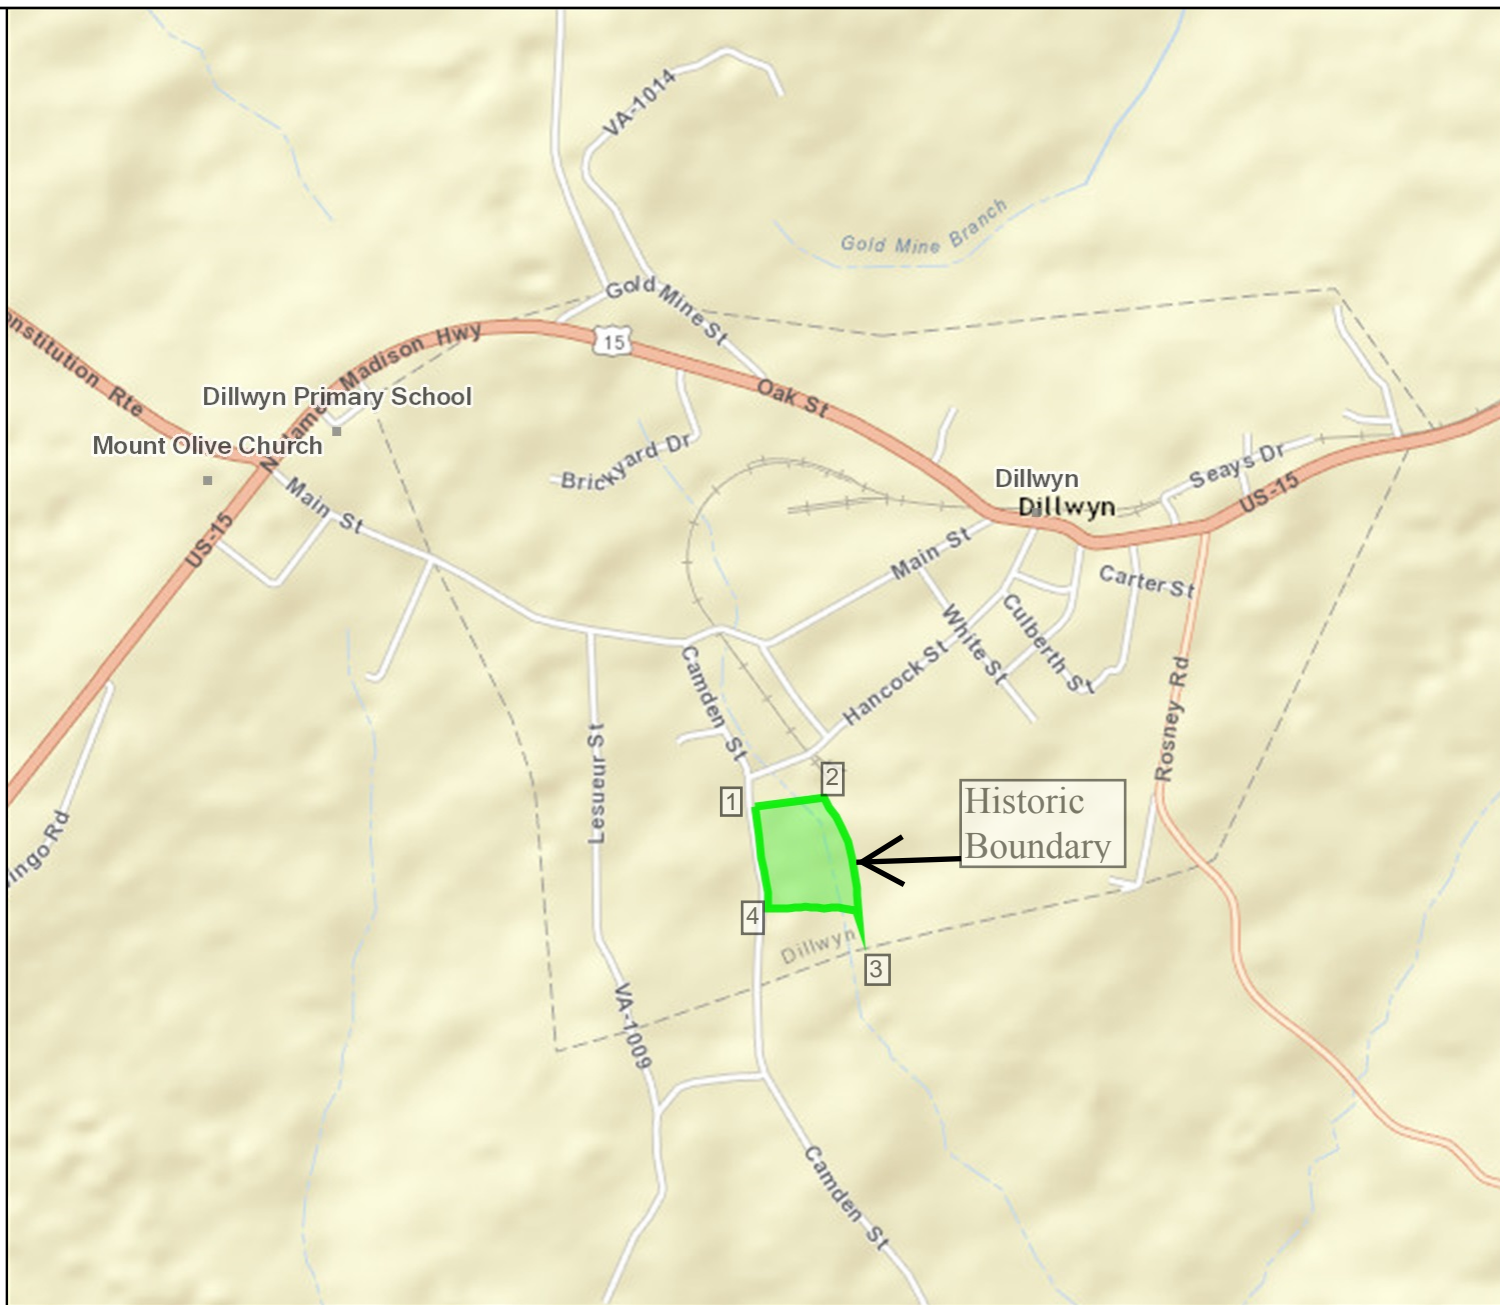 VA-1014
Gold Mine Branch
Gold Mine St
15
Madison Hwy
Oak St
Constitution Rte
Dillwyn Primary School
Mount Olive Church
Brickyard Dr
Dillwyn
Dillwyn
Seays Dr
US-15
Main St
US-15
Main St
Carter St
Culberth St
White St
Hancock St
Camden St
Rosney Rd
Lesueur St
1
2
Historic
Boundary
4
Dillwyn
3
VA-1009
Camden St